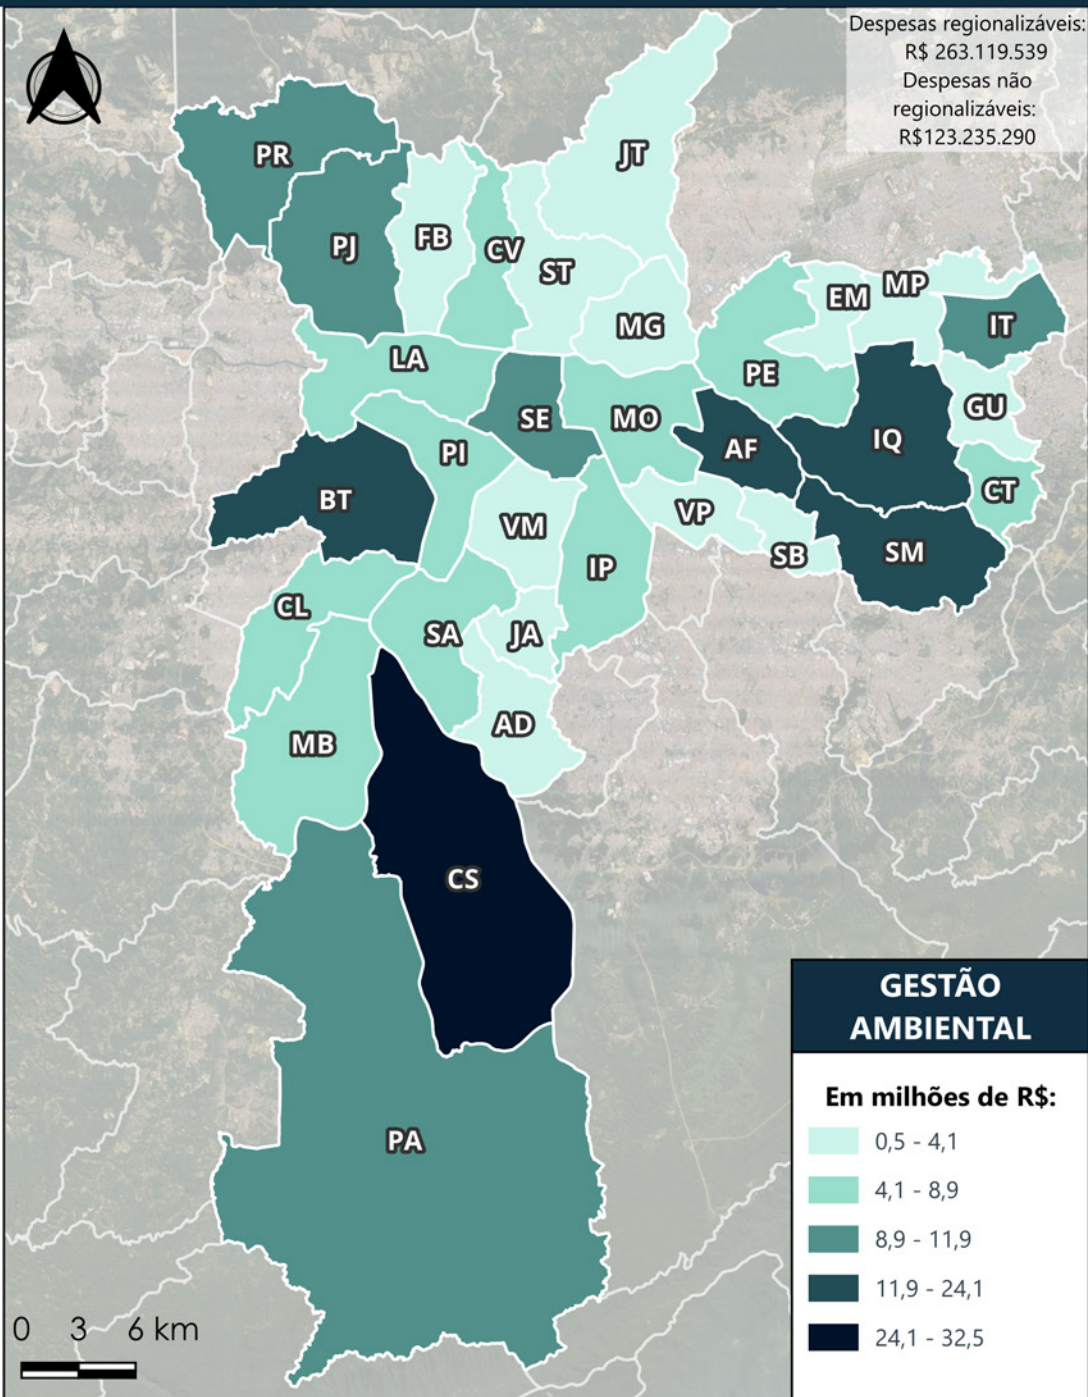 Despesas regionalizáveis:
R$ 263.119.539
Despesas não
regionalizáveis:
R$123.235.290
PR
JT
PJ
FB
CV
ST
EM
MP
MG
IT
LA
PE
GU
SE
MO
IQ
AF
PI
CT
BT
VP
VM
SB
SM
IP
CL
SA
JA
AD
MB
CS
PA
GESTÃO
AMBIENTAL
Em milhões de R$:
0,5 - 4,1
4,1 - 8,9
8,9 - 11,9
11,9 - 24,1
24,1 - 32,5
0 3 6 km